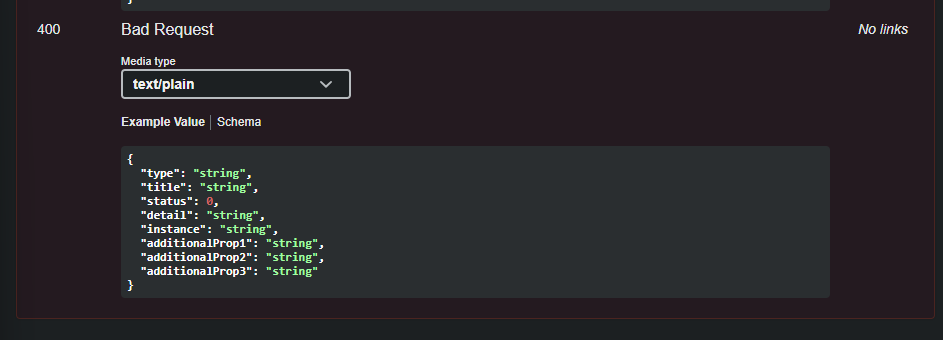 }
400 Bad Request No links
Media type
text/plain
Example Value Schema
{
  "type": "string",
  "title": "string",
  "status": 0,
  "detail": "string",
  "instance": "string",
  "additionalProp1": "string",
  "additionalProp2": "string",
  "additionalProp3": "string"
}